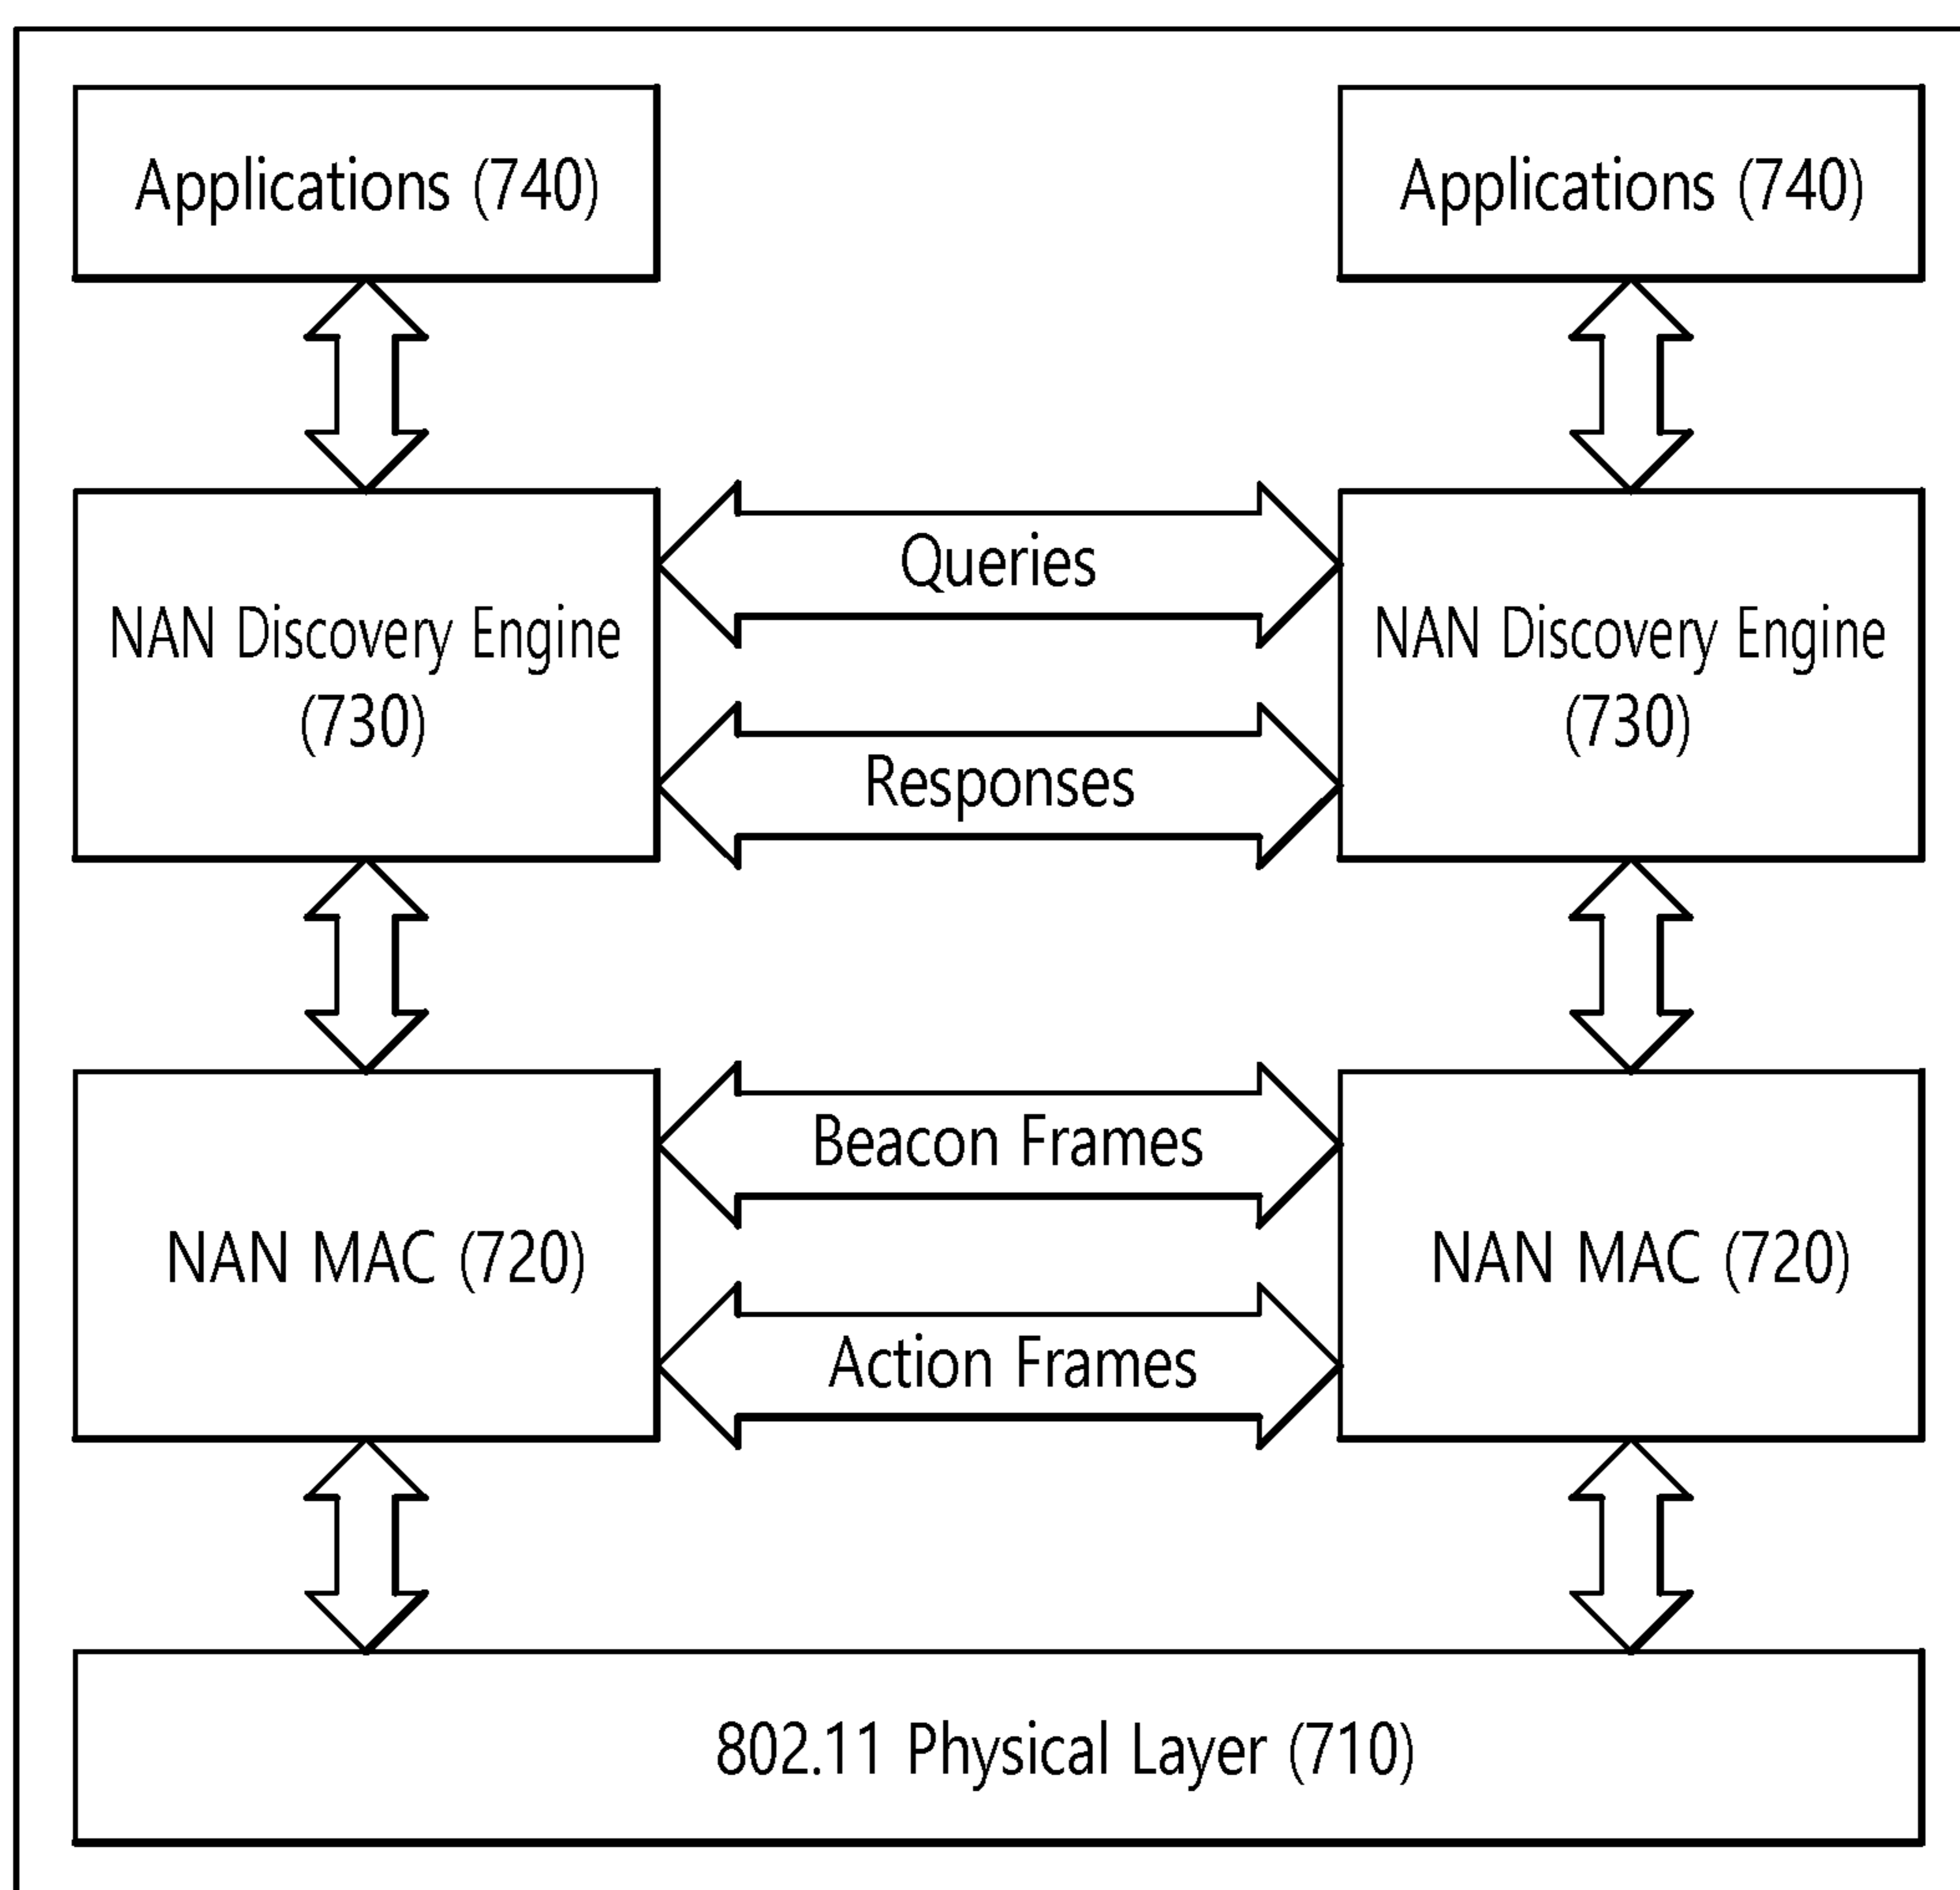 Applications (740)
Applications (740)
Queries
NAN Discovery Engine
(730)
NAN Discovery Engine
(730)
Responses
Beacon Frames
NAN MAC (720)
NAN MAC (720)
Action Frames
802.11 Physical Layer (710)